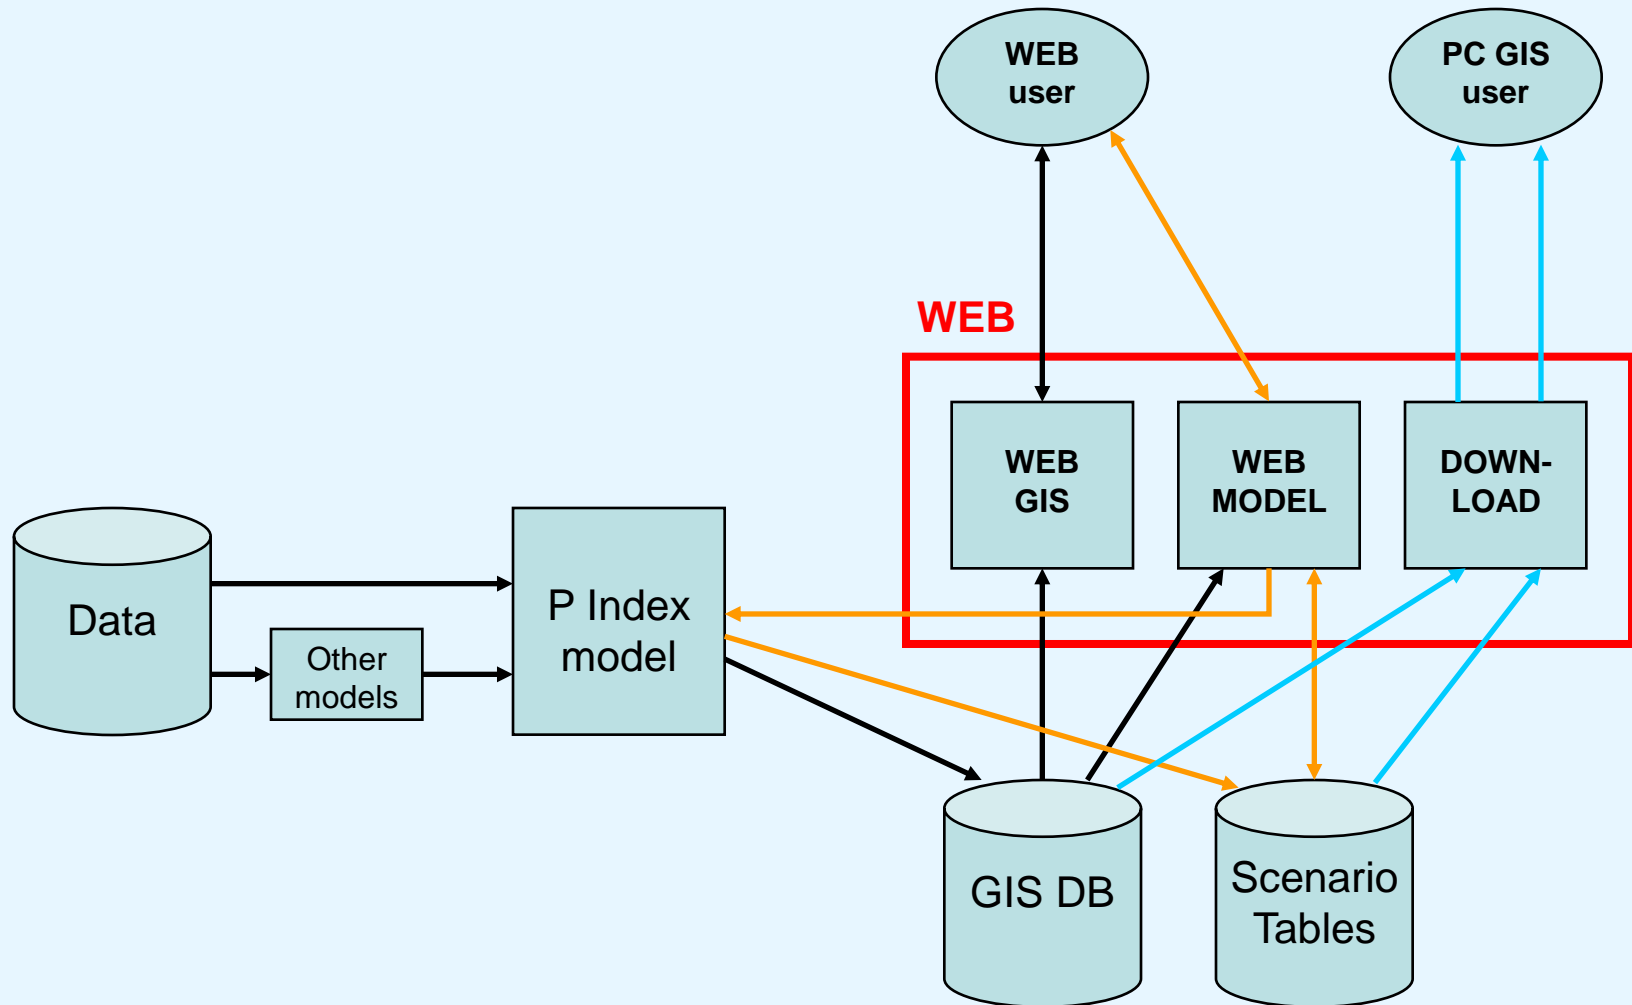 WEB
user
PC GIS
user
WEB
WEB
GIS
WEB
MODEL
DOWN-
LOAD
Data
Other
models
P Index
model
GIS DB
Scenario
Tables